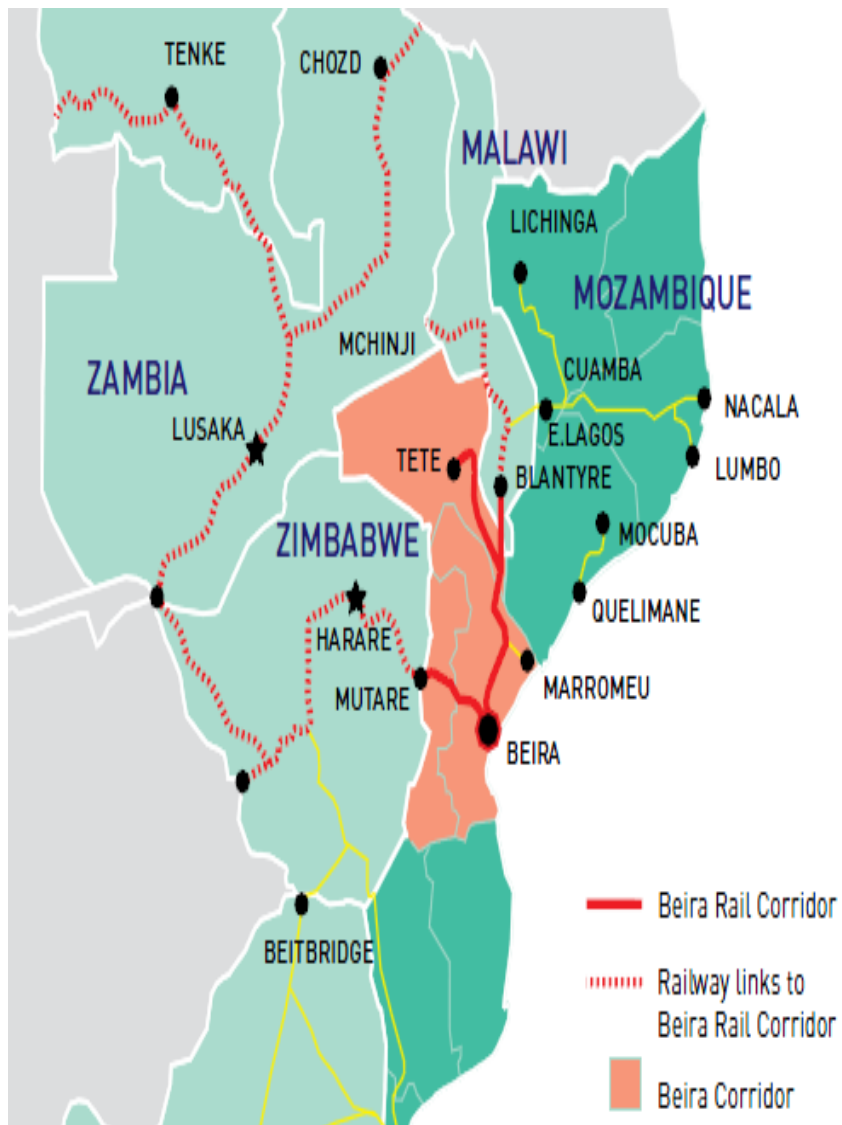 TENKE
CHOZD
MALAWI
LICHINGA
MOZAMBIQUE
MCHINJI
ZAMBIA
CUAMBA
NACALA
LUSAKA
E.LAGOS
TETE
LUMBO
BLANTYRE
ZIMBABWE
MOCUBA
QUELIMANE
HARARE
MARROMEU
MUTARE
BEIRA
BEITBRIDGE
Beira Rail Corridor
Railway links to
Beira Rail Corridor
Beira Corridor